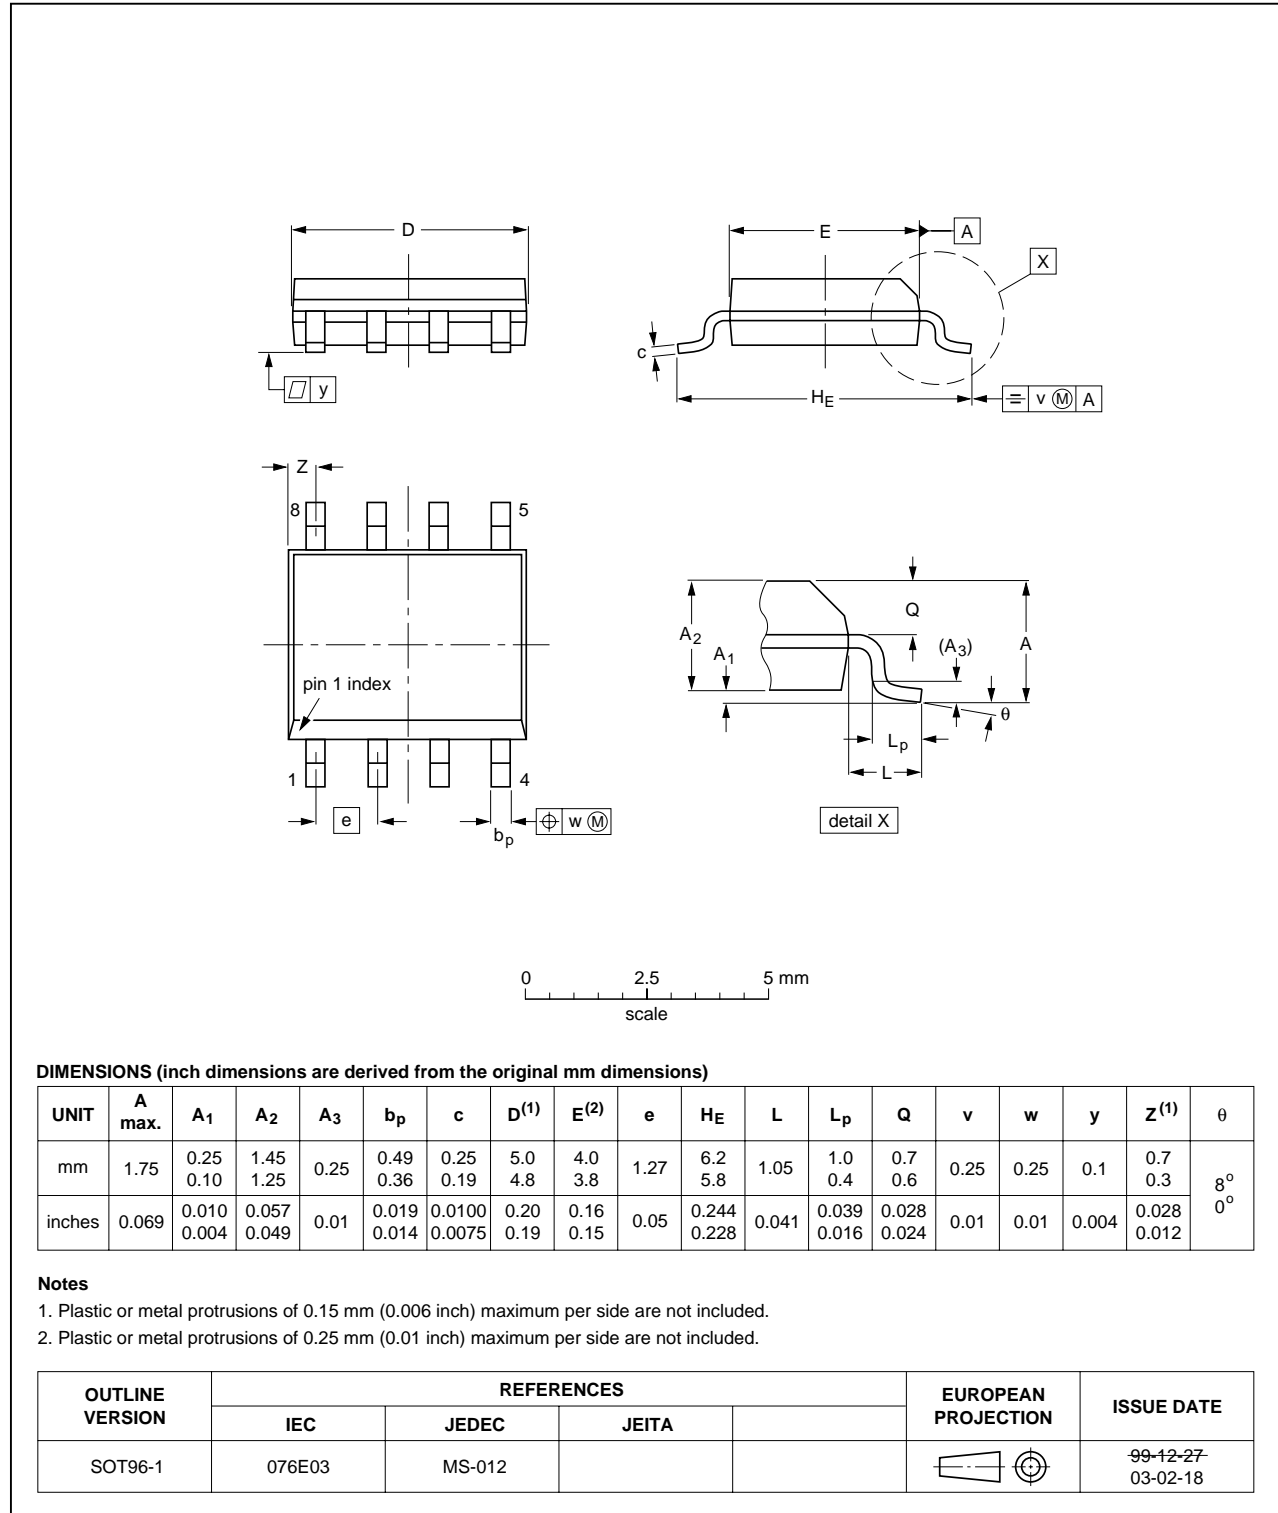 D
E
A
X
c
y
HE
v M A
Z
8
5
pin 1 index
1
4
e
bp
w M
A2
A1
Q
(A3)
A
θ
Lp
L
detail X
0 2.5 5 mm
scale
DIMENSIONS (inch dimensions are derived from the original mm dimensions)
UNIT A max. A1 A2 A3 bp c D(1) E(2) e HE L Lp Q v w y Z(1) θ
mm 1.75 0.25 0.10 1.45 1.25 0.25 0.49 0.36 0.25 0.19 5.0 4.8 4.0 3.8 1.27 6.2 5.8 1.05 1.0 0.4 0.7 0.6 0.25 0.25 0.1 0.7 0.3 8o 0o
inches 0.069 0.010 0.004 0.057 0.049 0.01 0.019 0.014 0.0100 0.0075 0.20 0.19 0.16 0.15 0.05 0.244 0.228 0.041 0.039 0.016 0.028 0.024 0.01 0.01 0.004 0.028 0.012
Notes
1. Plastic or metal protrusions of 0.15 mm (0.006 inch) maximum per side are not included.
2. Plastic or metal protrusions of 0.25 mm (0.01 inch) maximum per side are not included.
OUTLINE VERSION REFERENCES EUROPEAN PROJECTION ISSUE DATE
IEC JEDEC JEITA
SOT96-1 076E03 MS-012 99-12-27
03-02-18